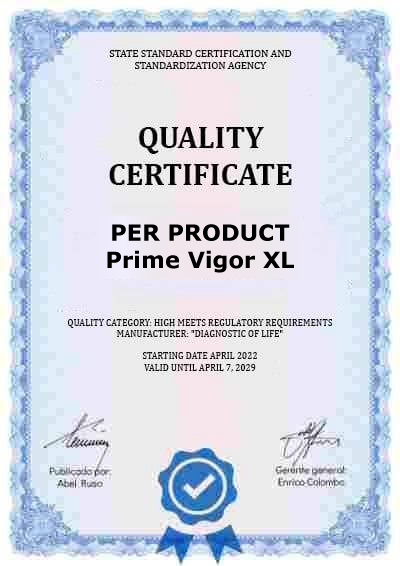 STATE STANDARD CERTIFICATION AND
STANDARDIZATION AGENCY
QUALITY
CERTIFICATE
PER PRODUCT
Prime Vigor XL
QUALITY CATEGORY: HIGH MEETS REGULATORY REQUIREMENTS
MANUFACTURER: "DIAGNOSTIC OF LIFE"
STARTING DATE APRIL 2022
VALID UNTIL APRIL 7, 2029
Publicado por:
Abel Ruso
Gerente general:
Enrico Colombo